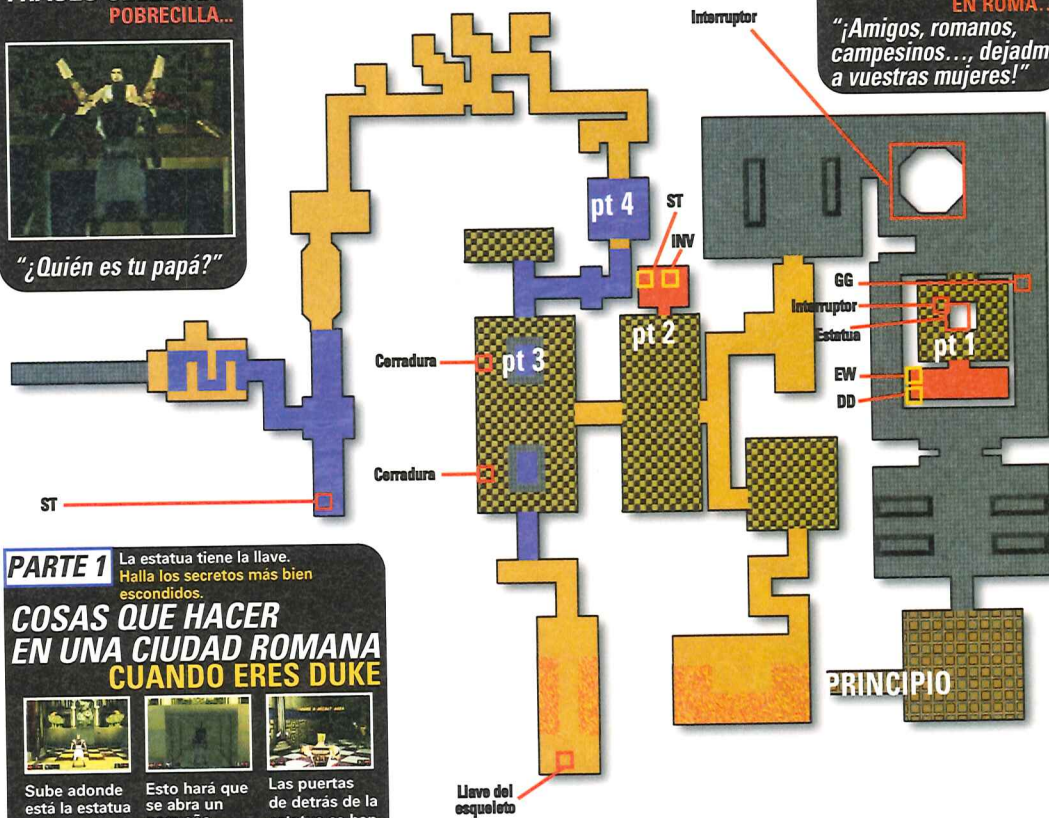 POBRECILLA...
"¿Quién es tu papá?"
Interruptor
EN ROMA...
"¡Amigos, romanos,
campesinos..., dejadm
a vuestras mujeres!"
pt 4
ST
INV
GG
Interruptor
Estatua
pt 1
pt 2
Cerradura
pt 3
EW
DD
Cerradura
ST
PARTE 1
La estatua tiene la llave.
Halla los secretos más bien
escondidos.
COSAS QUE HACER
EN UNA CIUDAD ROMANA
CUANDO ERES DUKE
PRINCIPIO
Sube adonde
está la estatua
Esto hará que
se abra un
Las puertas
de detrás de la
Llave del
esqueleto